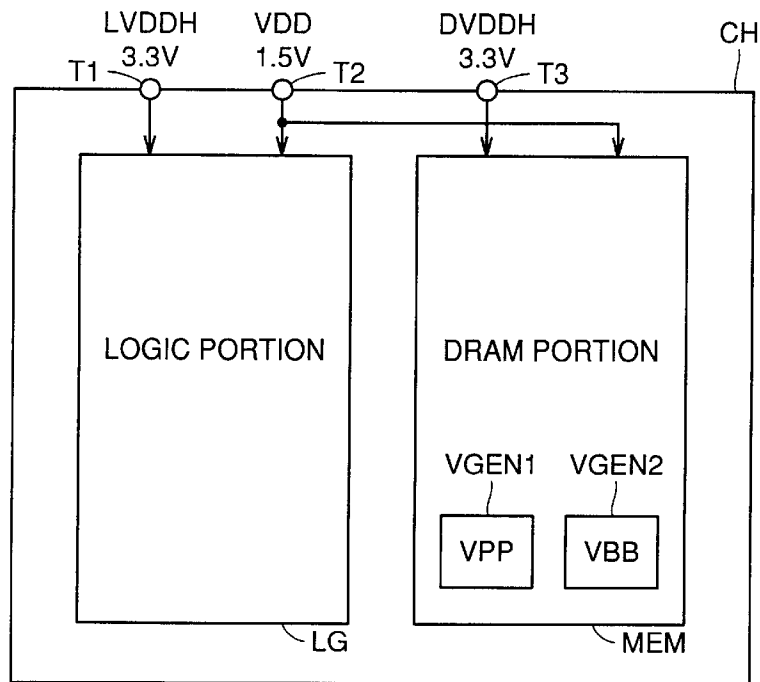 LVDDH VDD DVDDH CH
3.3V 1.5V 3.3V
T1 T2 T3
LOGIC PORTION DRAM PORTION
VGEN1 VGEN2
VPP VBB
LG MEM